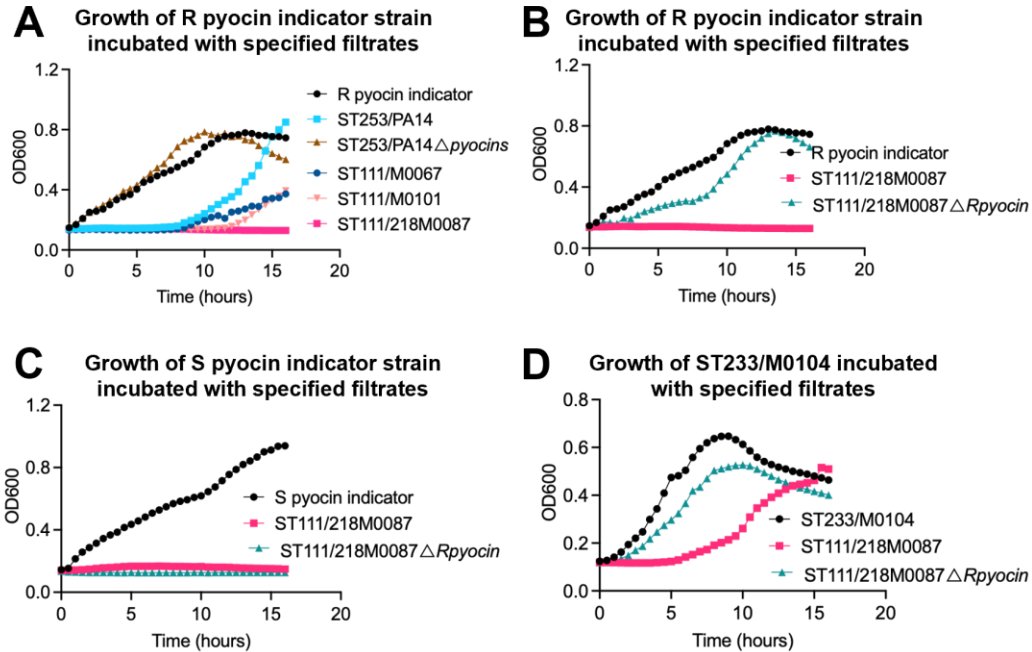 A
Growth of R pyocin indicator strain
incubated with specified filtrates
1.2
0.8
0.4
0.0
OD600
0
5
10
15
20
Time (hours)
R pyocin indicator
ST253/PA14
ST253/PA14△pyocins
ST111/M0067
ST111/M0101
ST111/218M0087
B
Growth of R pyocin indicator strain
incubated with specified filtrates
1.2
0.8
0.4
0.0
OD600
0
5
10
15
20
Time (hours)
R pyocin indicator
ST111/218M0087
ST111/218M0087△Rpyocin
C
Growth of S pyocin indicator strain
incubated with specified filtrates
1.2
0.8
0.4
0.0
OD600
0
5
10
15
20
Time (hours)
S pyocin indicator
ST111/218M0087
ST111/218M0087△Rpyocin
D
Growth of ST233/M0104 incubated
with specified filtrates
0.8
0.6
0.4
0.2
0.0
OD600
0
5
10
15
20
Time (hours)
ST233/M0104
ST111/218M0087
ST111/218M0087△Rpyocin